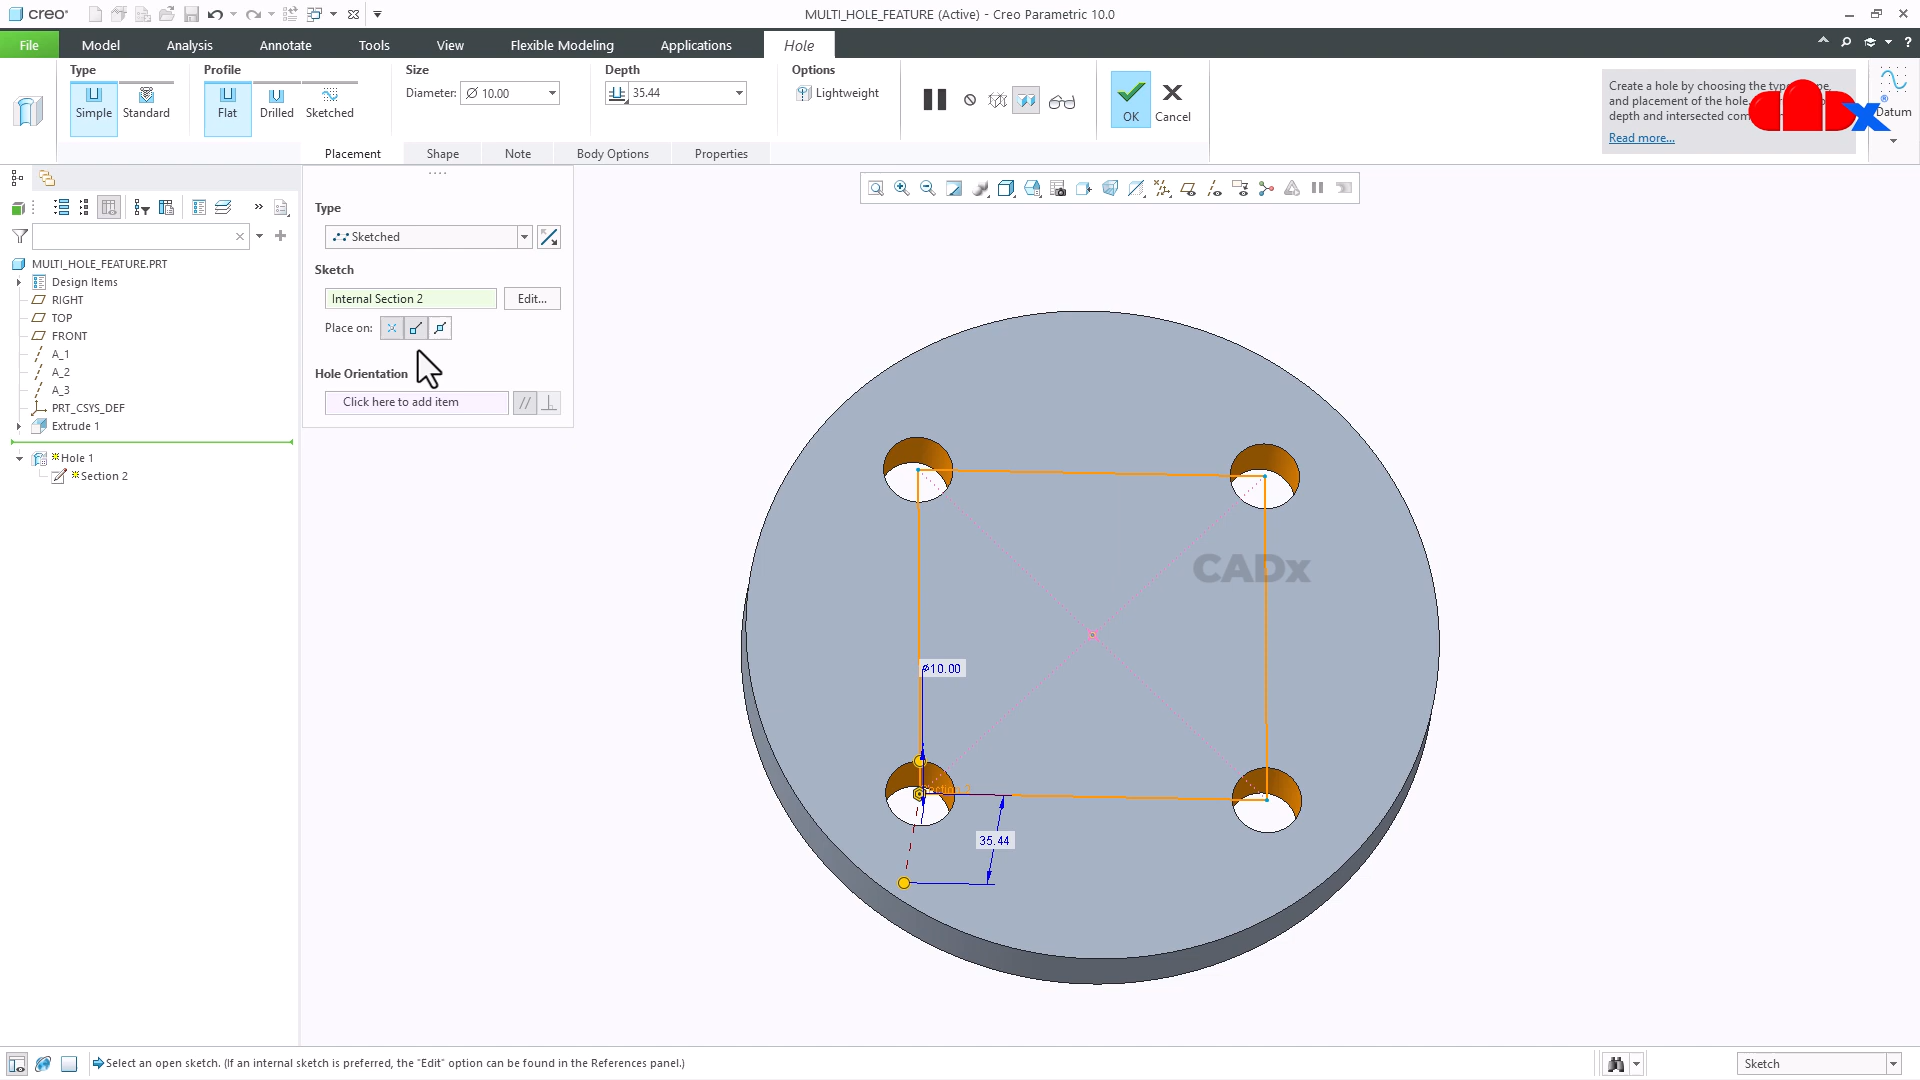 creo
MULTI_HOLE_FEATURE (Active) - Creo Parametric 10.0
File
Model
Analysis
Annotate
Tools
View
Flexible Modeling
Applications
Hole
Type
Profile
Size
Depth
Options
Simple
Standard
Flat
Drilled
Sketched
Diameter:
Ø 10.00
35.44
Lightweight
OK
Cancel
Create a hole by choosing the type
and placement of the hole.
depth and intersected com
Read more...
Datum
Placement
Shape
Note
Body Options
Properties
Type
Sketched
Sketch
Internal Section 2
Edit...
Place on:
Hole Orientation
Click here to add item
MULTI_HOLE_FEATURE.PRT
Design Items
RIGHT
TOP
FRONT
A_1
A_2
A_3
PRT_CSYS_DEF
Extrude 1
Hole 1
Section 2
CADx
Ø10.00
35.44
Select an open sketch. (If an internal sketch is preferred, the "Edit" option can be found in the References panel.)
Sketch